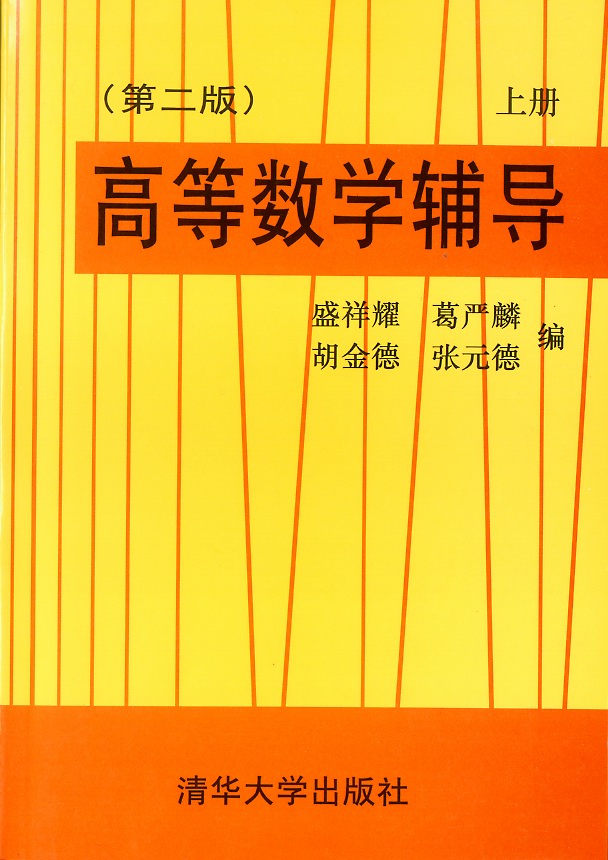 （第二版） 上册
高等数学辅导
盛祥耀 葛严麟
胡金德 张元德 编
清华大学出版社